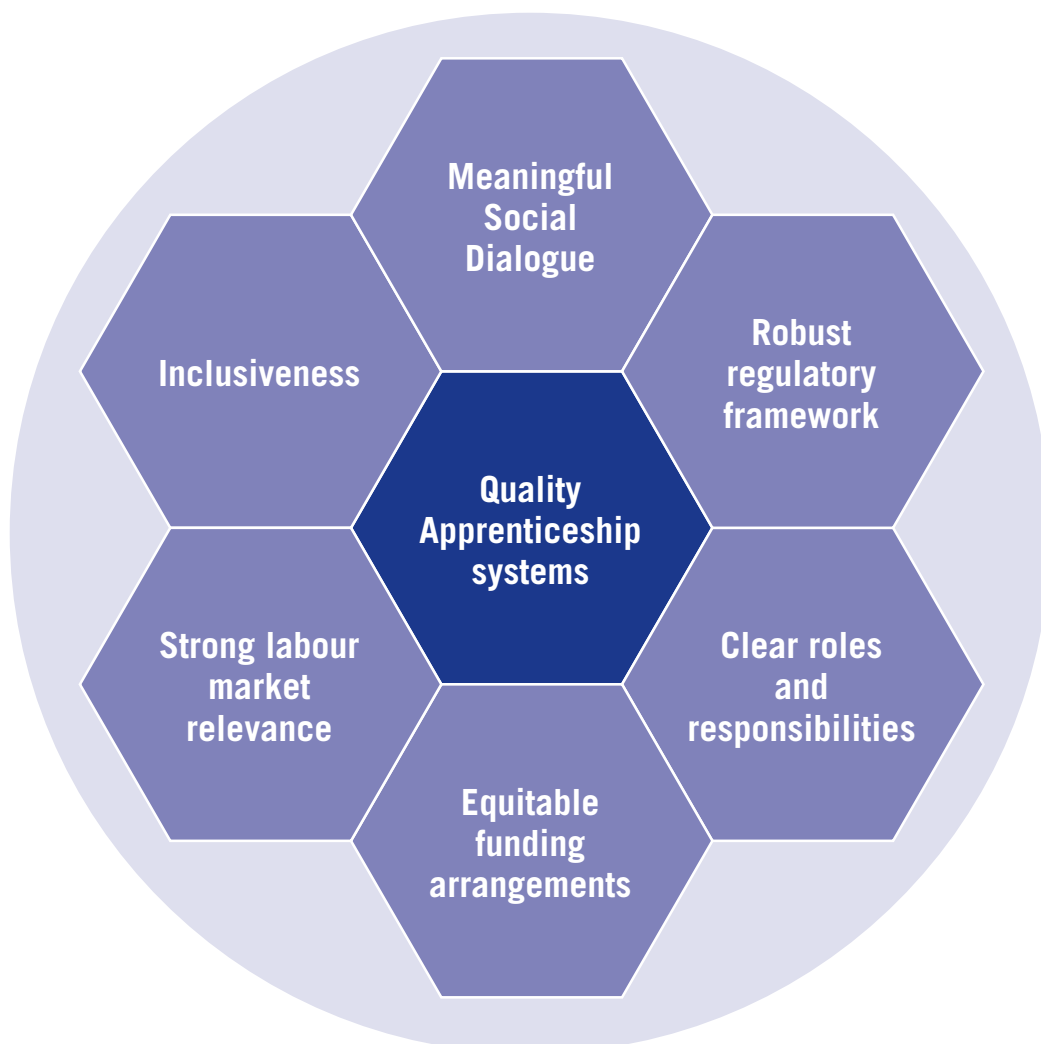 Meaningful
Social
Dialogue
Robust
regulatory
framework
Inclusiveness
Quality
Apprenticeship
systems
Strong labour
market
relevance
Clear roles
and
responsibilities
Equitable
funding
arrangements